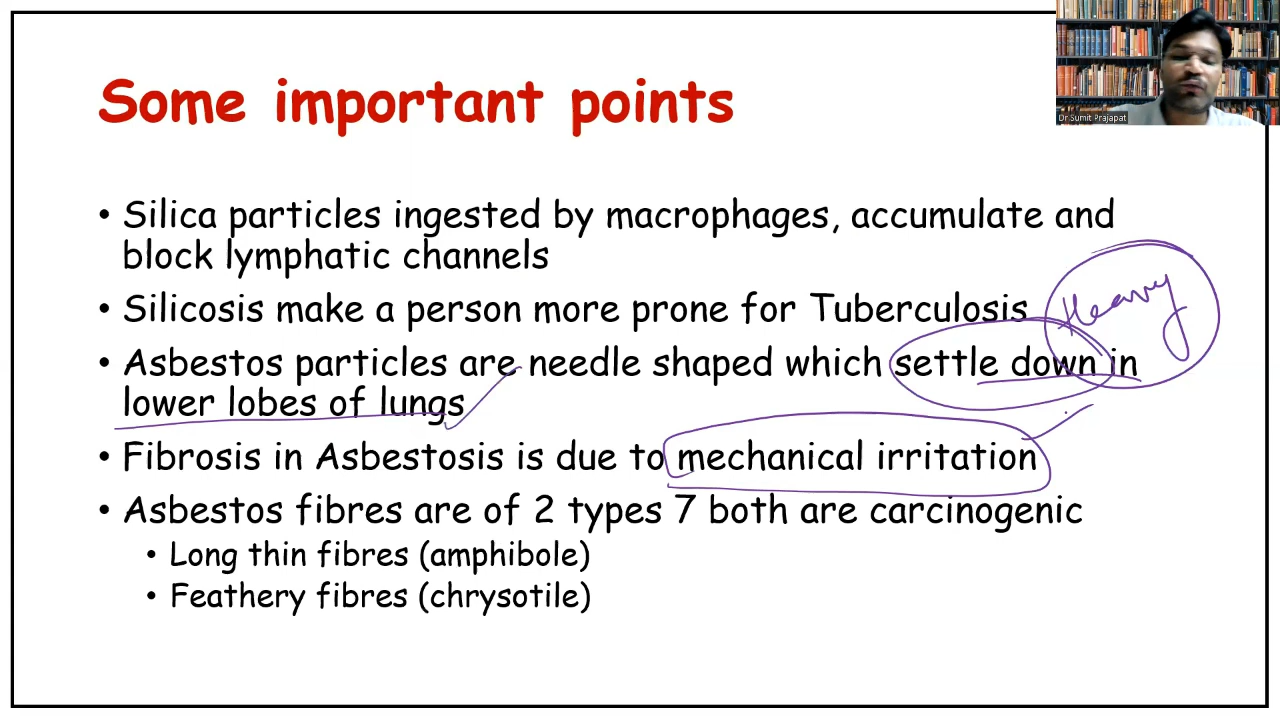 Some important points
Dr Sumit Prajapat
• Silica particles ingested by macrophages, accumulate and
block lymphatic channels
• Silicosis make a person more prone for Tuberculosis
Heavy
• Asbestos particles are needle shaped which settle down in
lower lobes of lungs
• Fibrosis in Asbestosis is due to mechanical irritation
• Asbestos fibres are of 2 types 7 both are carcinogenic
• Long thin fibres (amphibole)
• Feathery fibres (chrysotile)